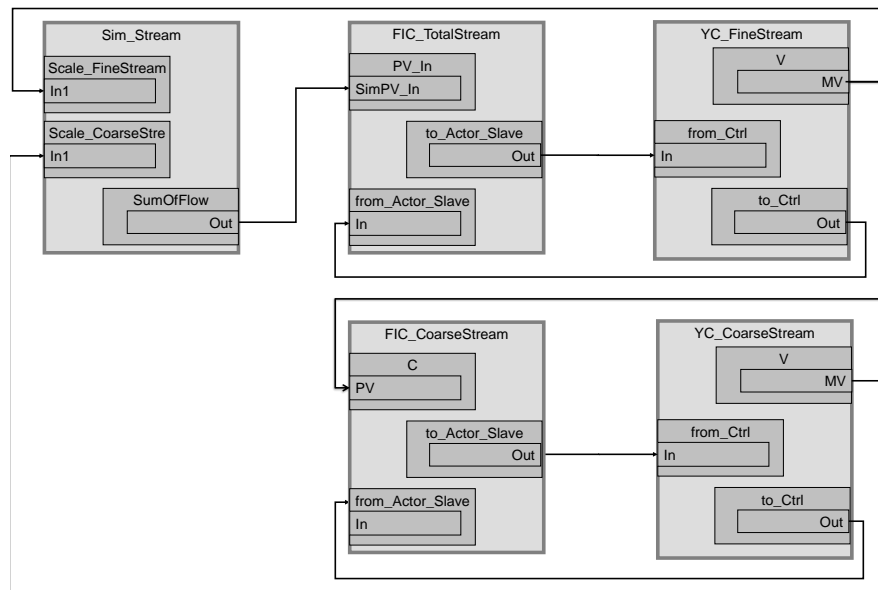 Sim_Stream
Scale_FineStream
In1
Scale_CoarseStre
In1
SumOfFlow
Out
FIC_TotalStream
PV_In
SimPV_In
to_Actor_Slave
Out
from_Actor_Slave
In
YC_FineStream
V
MV
from_Ctrl
In
to_Ctrl
Out
FIC_CoarseStream
C
PV
to_Actor_Slave
Out
from_Actor_Slave
In
YC_CoarseStream
V
MV
from_Ctrl
In
to_Ctrl
Out